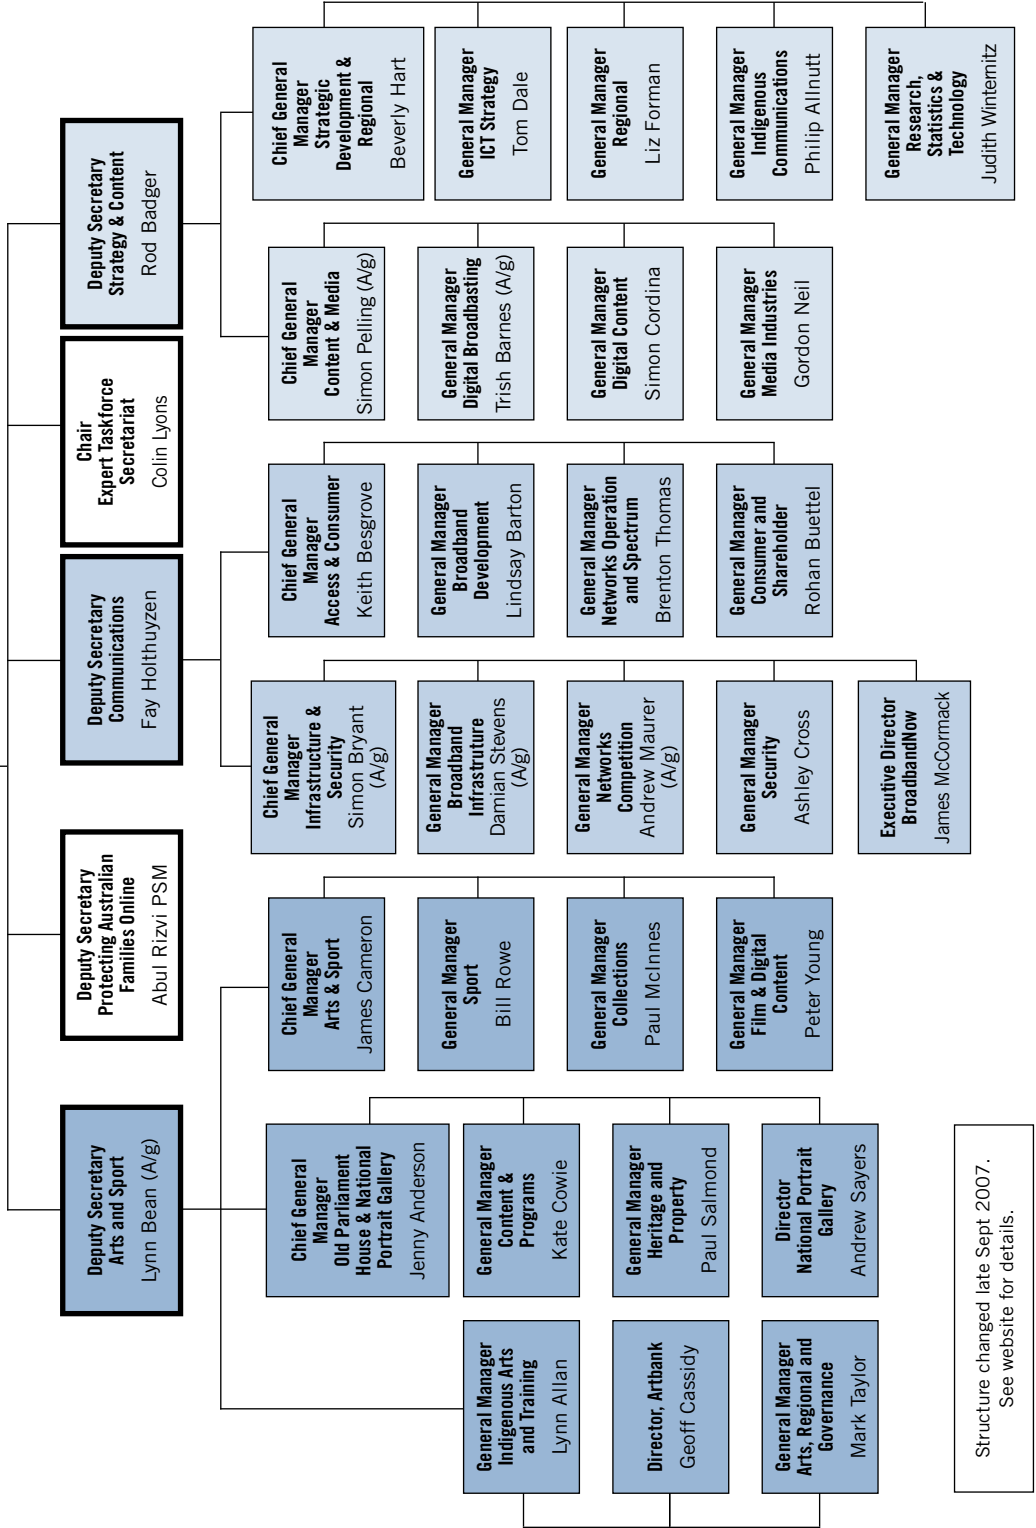 Deputy Secretary
Arts and Sport
Lynn Bean (A/g)
Deputy Secretary
Protecting Australian
Families Online
Abul Rizvi PSM
Deputy Secretary
Communications
Fay Holthuyzen
Chair
Expert Taskforce
Secretariat
Colin Lyons
Deputy Secretary
Strategy & Content
Rod Badger
General Manager
Indigenous Arts
and Training
Lynn Allan
Director, Artbank
Geoff Cassidy
General Manager
Arts, Regional and
Governance
Mark Taylor
Chief General
Manager
Old Parliament
House & National
Portrait Gallery
Jenny Anderson
General Manager
Content &
Programs
Kate Cowie
General Manager
Heritage and
Property
Paul Salmond
Director
National Portrait
Gallery
Andrew Sayers
Chief General
Manager
Arts & Sport
James Cameron
General Manager
Sport
Bill Rowe
General Manager
Collections
Paul McInnes
General Manager
Film & Digital
Content
Peter Young
Chief General
Manager
Infrastructure &
Security
Simon Bryant
(A/g)
General Manager
Broadband
Infrastruture
Damian Stevens
(A/g)
General Manager
Networks
Competition
Andrew Maurer
(A/g)
General Manager
Security
Ashley Cross
Executive Director
BroadbandNow
James McCormack
Chief General
Manager
Access & Consumer
Keith Besgrove
General Manager
Broadband
Development
Lindsay Barton
General Manager
Networks Operation
and Spectrum
Brenton Thomas
General Manager
Consumer and
Shareholder
Rohan Buettel
Chief General
Manager
Content & Media
Simon Pelling (A/g)
General Manager
Digital Broadbasting
Trish Barnes (A/g)
General Manager
Digital Content
Simon Cordina
General Manager
Media Industries
Gordon Neil
Chief General
Manager
Strategic
Development &
Regional
Beverly Hart
General Manager
ICT Strategy
Tom Dale
General Manager
Regional
Liz Forman
General Manager
Indigenous
Communications
Philip Allnutt
General Manager
Research,
Statistics &
Technology
Judith Winternitz
Structure changed late Sept 2007.
See website for details.